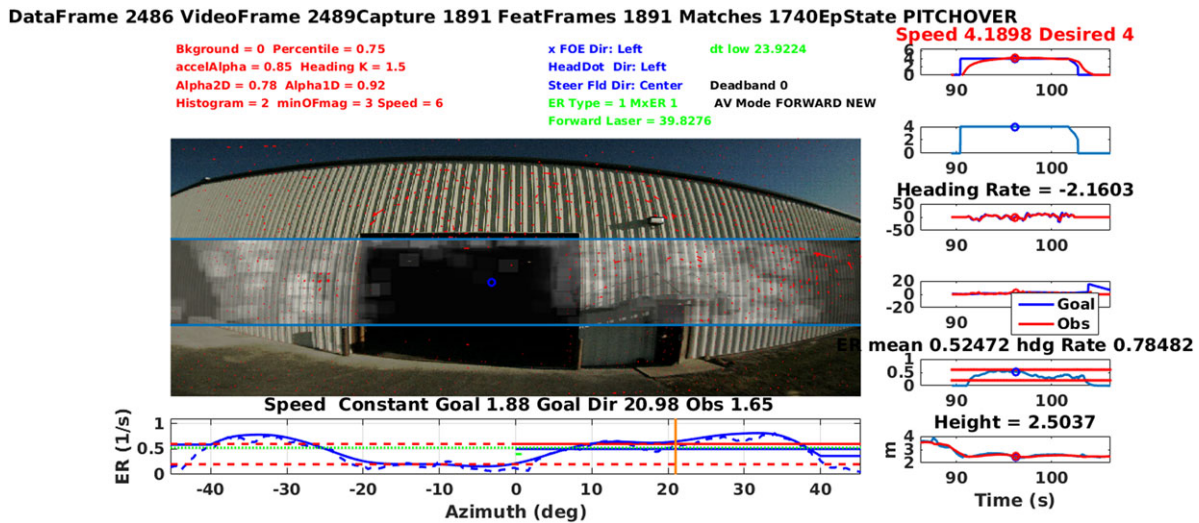 DataFrame 2486 VideoFrame 2489Capture 1891 FeatFrames 1891 Matches 1740EpState PITCHOVER
Speed 4.1898 Desired 4
Bkground = 0 Percentile = 0.75
x FOE Dir: Left
dt low 23.9224
accelAlpha = 0.85 Heading K = 1.5
HeadDot Dir: Left
Alpha2D = 0.78 Alpha1D = 0.92
Steer Fld Dir: Center
Deadband 0
Histogram = 2 minOFmag = 3 Speed = 6
ER Type = 1 MxER 1
AV Mode FORWARD NEW
Forward Laser = 39.8276
6
4
2
0
90 100
4
2
0
90 100
Heading Rate = -2.1603
50
0
-50
90 100
20
0
-20
90
Goal
Obs
ER mean 0.52472 hdg Rate 0.78482
1
0.5
0
90 100
Speed Constant Goal 1.88 Goal Dir 20.98 Obs 1.65
ER (1/s)
1
0.5
0
-40 -30 -20 -10 0 10 20 30 40
Azimuth (deg)
Height = 2.5037
m
4
3
2
90 100
Time (s)